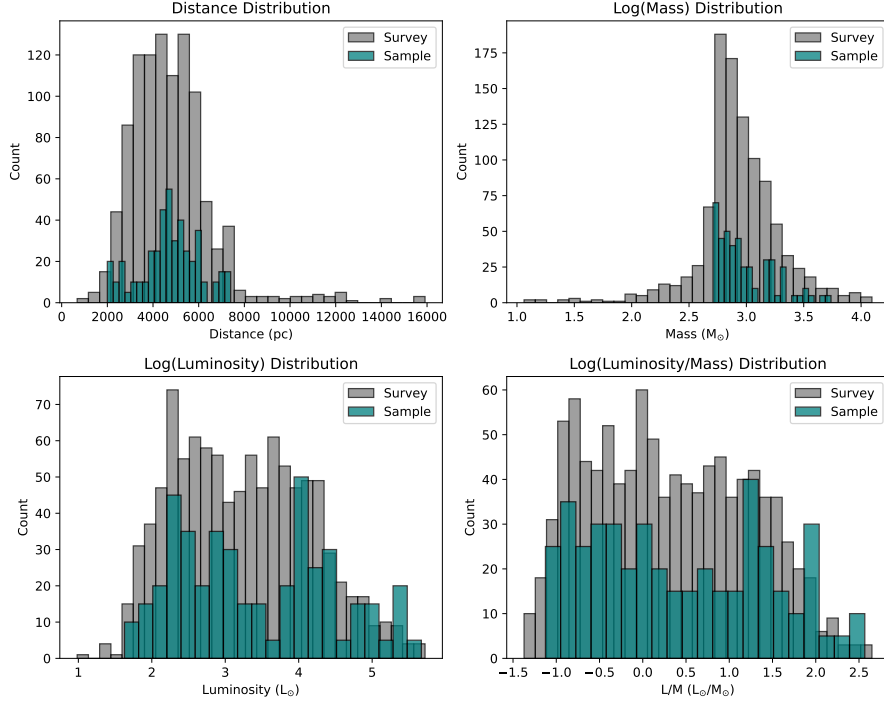 Distance Distribution
Survey
Sample
Count
0
20
40
60
80
100
120
0 2000 4000 6000 8000 10000 12000 14000 16000
Distance (pc)
Log(Mass) Distribution
Survey
Sample
Count
0
25
50
75
100
125
150
175
1.0 1.5 2.0 2.5 3.0 3.5 4.0
Mass (M⊙)
Log(Luminosity) Distribution
Survey
Sample
Count
0
10
20
30
40
50
60
70
1 2 3 4 5
Luminosity (L⊙)
Log(Luminosity/Mass) Distribution
Survey
Sample
Count
0
10
20
30
40
50
60
−1.5 −1.0 −0.5 0.0 0.5 1.0 1.5 2.0 2.5
L/M (L⊙/M⊙)